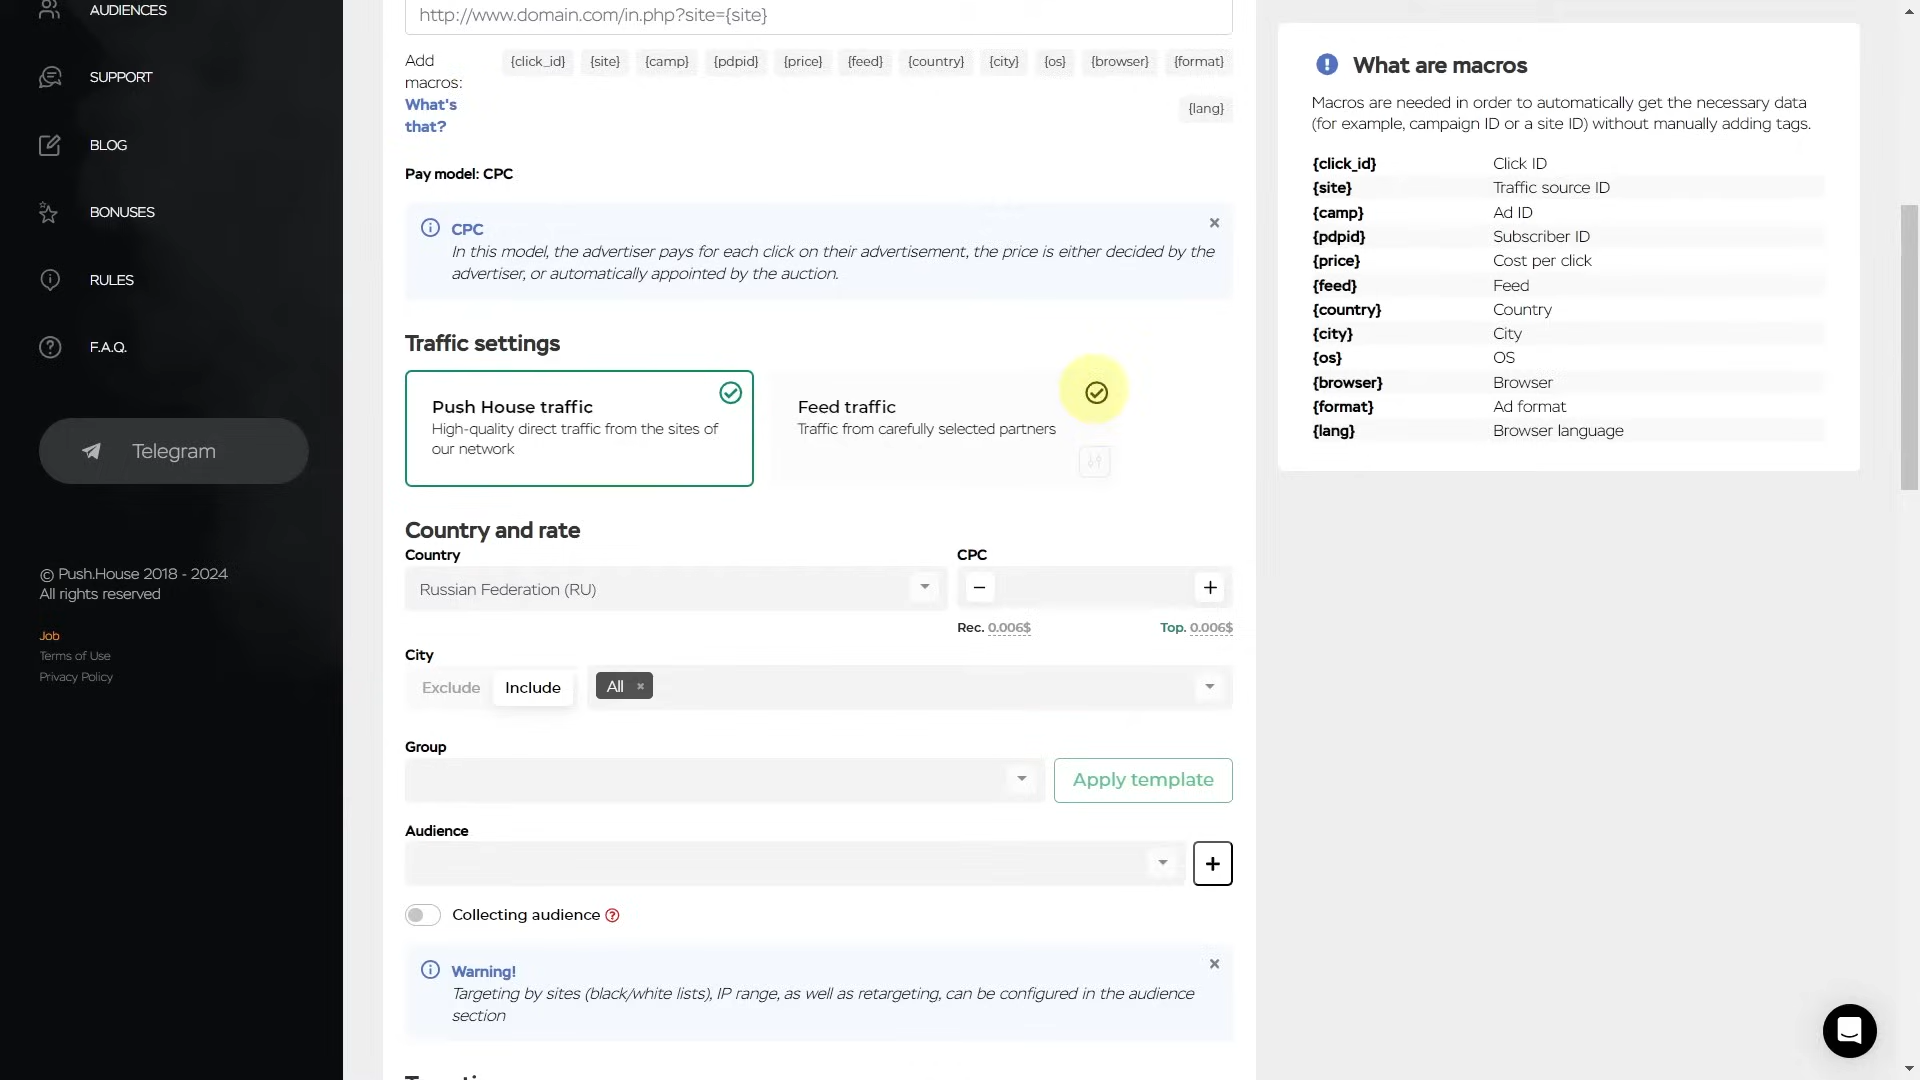 AUDIENCES
SUPPORT
BLOG
BONUSES
RULES
F.A.Q.
Telegram
© Push.House 2018 - 2024
All rights reserved
Job
Terms of Use
Privacy Policy
http://www.domain.com/in.php?site={site}
Add macros:
What's that?
{click_id} {site} {camp} {pdpid} {price} {feed} {country} {city} {os} {browser} {format}
{lang}
Pay model: CPC
CPC
In this model, the advertiser pays for each click on their advertisement, the price is either decided by the
advertiser, or automatically appointed by the auction.
Traffic settings
Push House traffic
High-quality direct traffic from the sites of
our network
Feed traffic
Traffic from carefully selected partners
Country and rate
Country
CPC
Russian Federation (RU)
Rec. 0.006$
Top. 0.006$
City
Exclude Include All ×
Group
Apply template
Audience
Collecting audience
Warning!
Targeting by sites (black/white lists), IP range, as well as retargeting, can be configured in the audience
section
What are macros
Macros are needed in order to automatically get the necessary data
(for example, campaign ID or a site ID) without manually adding tags.
{click_id} Click ID
{site} Traffic source ID
{camp} Ad ID
{pdpid} Subscriber ID
{price} Cost per click
{feed} Feed
{country} Country
{city} City
{os} OS
{browser} Browser
{format} Ad format
{lang} Browser language